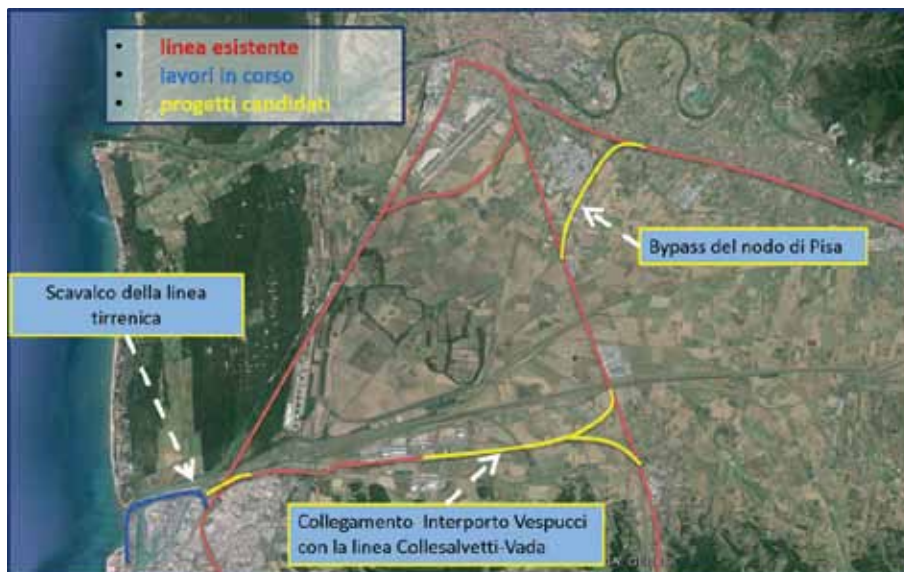 • linea esistente
• lavori in corso
• progetti candidati
Bypass del nodo di Pisa
Scavalco della linea
tirrenica
Collegamento Interporto Vespucci
con la linea Collesalvetti-Vada